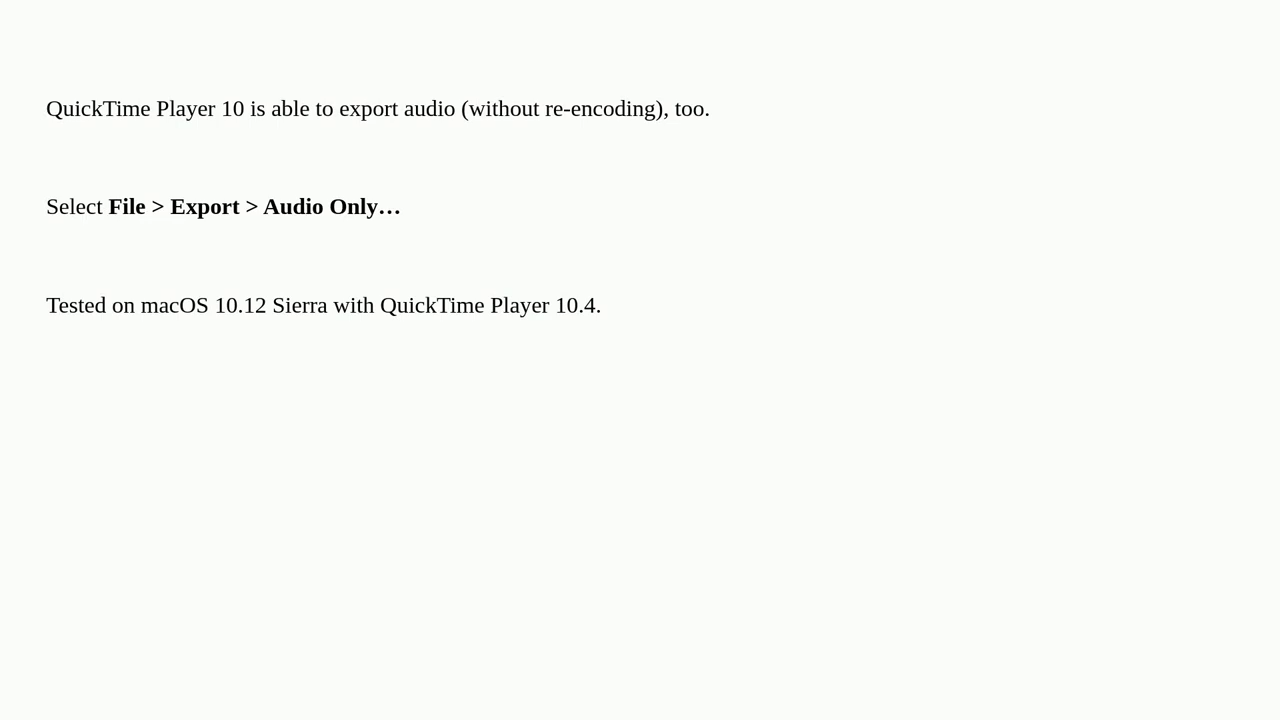 QuickTime Player 10 is able to export audio (without re-encoding), too.
Select File > Export > Audio Only…
Tested on macOS 10.12 Sierra with QuickTime Player 10.4.